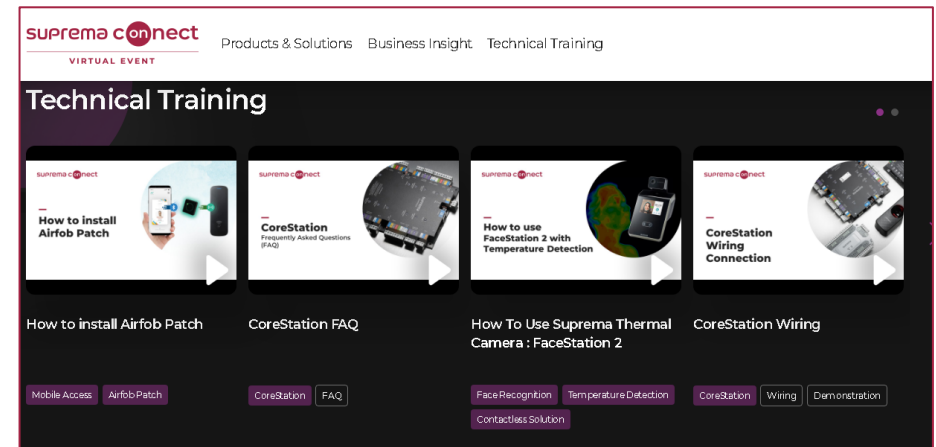 suprema connect
VIRTUAL EVENT
Products & Solutions Business Insight Technical Training
Technical Training
suprema connect
How to install
Airfob Patch
suprema connect
CoreStation
Frequently Asked Questions
(FAQ)
suprema connect
How to use
FaceStation 2 with
Temperature Detection
suprema connect
CoreStation
Wiring
Connection
How to install Airfob Patch
CoreStation FAQ
How To Use Suprema Thermal
Camera : FaceStation 2
CoreStation Wiring
Mobile Access Airfob Patch
CoreStation FAQ
Face Recognition Temperature Detection
Contactless Solution
CoreStation Wiring Demonstration